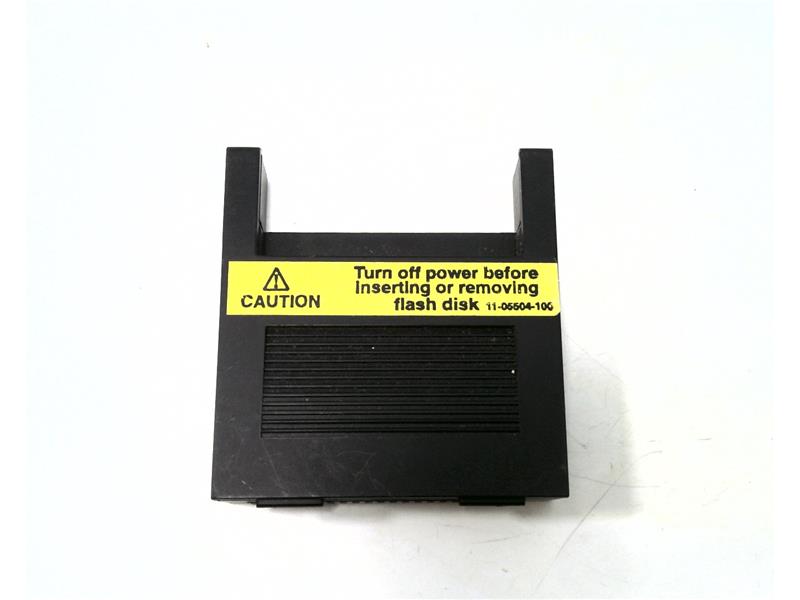 Turn off power before
inserting or removing
CAUTION
flash disk 11-05504-100